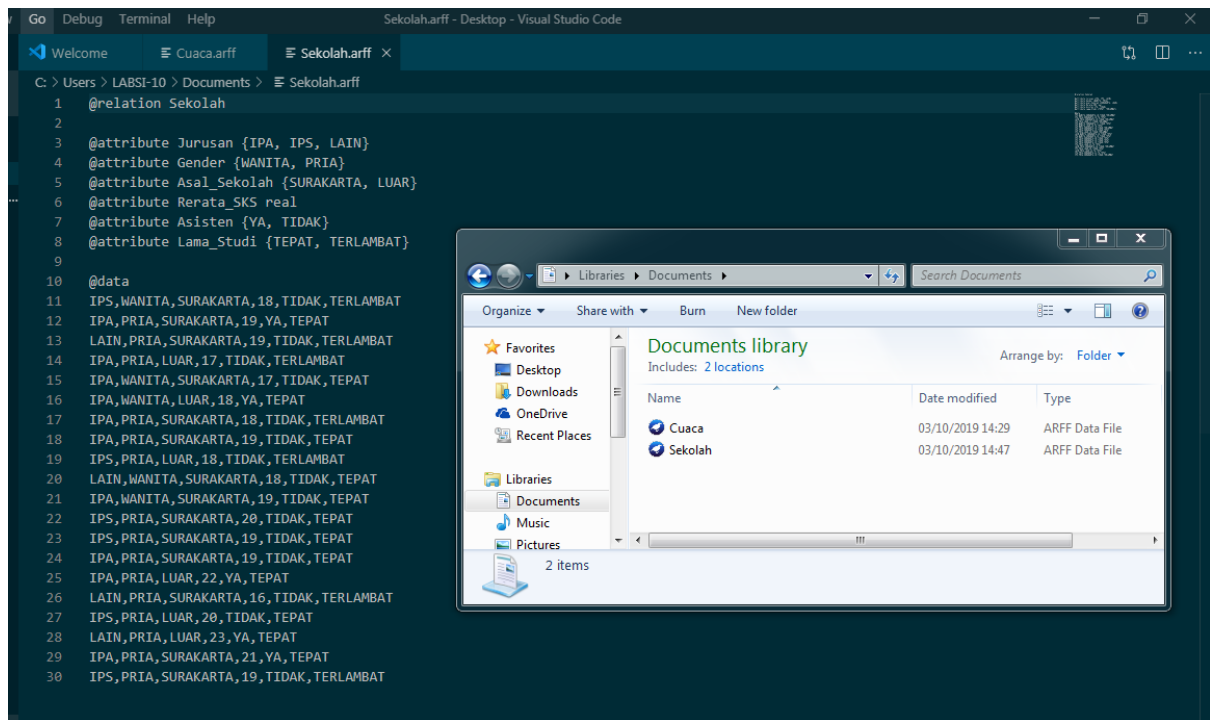 Go Debug Terminal Help Sekolah.arff - Desktop - Visual Studio Code
Welcome Cuaca.arff Sekolah.arff
C: > Users > LABSI-10 > Documents > Sekolah.arff
1 @relation Sekolah
2
3 @attribute Jurusan {IPA, IPS, LAIN}
4 @attribute Gender {WANITA, PRIA}
5 @attribute Asal_Sekolah {SURAKARTA, LUAR}
6 @attribute Rerata_SKS real
7 @attribute Asisten {YA, TIDAK}
8 @attribute Lama_Studi {TEPAT, TERLAMBAT}
9
10 @data
11 IPS,WANITA,SURAKARTA,18,TIDAK,TERLAMBAT
12 IPA,PRIA,SURAKARTA,19,YA,TEPAT
13 LAIN,PRIA,SURAKARTA,19,TIDAK,TERLAMBAT
14 IPA,PRIA,LUAR,17,TIDAK,TERLAMBAT
15 IPA,WANITA,SURAKARTA,17,TIDAK,TEPAT
16 IPA,WANITA,LUAR,18,YA,TEPAT
17 IPA,PRIA,SURAKARTA,18,TIDAK,TERLAMBAT
18 IPA,PRIA,SURAKARTA,19,TIDAK,TEPAT
19 IPS,PRIA,LUAR,18,TIDAK,TERLAMBAT
20 LAIN,WANITA,SURAKARTA,18,TIDAK,TEPAT
21 IPA,WANITA,SURAKARTA,19,TIDAK,TEPAT
22 IPS,PRIA,SURAKARTA,20,TIDAK,TEPAT
23 IPS,PRIA,SURAKARTA,19,TIDAK,TEPAT
24 IPA,PRIA,SURAKARTA,19,TIDAK,TEPAT
25 IPA,PRIA,LUAR,22,YA,TEPAT
26 LAIN,PRIA,SURAKARTA,16,TIDAK,TERLAMBAT
27 IPS,PRIA,LUAR,20,TIDAK,TEPAT
28 LAIN,PRIA,LUAR,23,YA,TEPAT
29 IPA,PRIA,SURAKARTA,21,YA,TEPAT
30 IPS,PRIA,SURAKARTA,19,TIDAK,TERLAMBAT
Libraries Documents Search Documents
Organize Share with Burn New folder
Favorites
Desktop
Downloads
OneDrive
Recent Places
Libraries
Documents
Music
Pictures
Documents library
Includes: 2 locations
Arrange by: Folder
Name Date modified Type
Cuaca 03/10/2019 14:29 ARFF Data File
Sekolah 03/10/2019 14:47 ARFF Data File
2 items